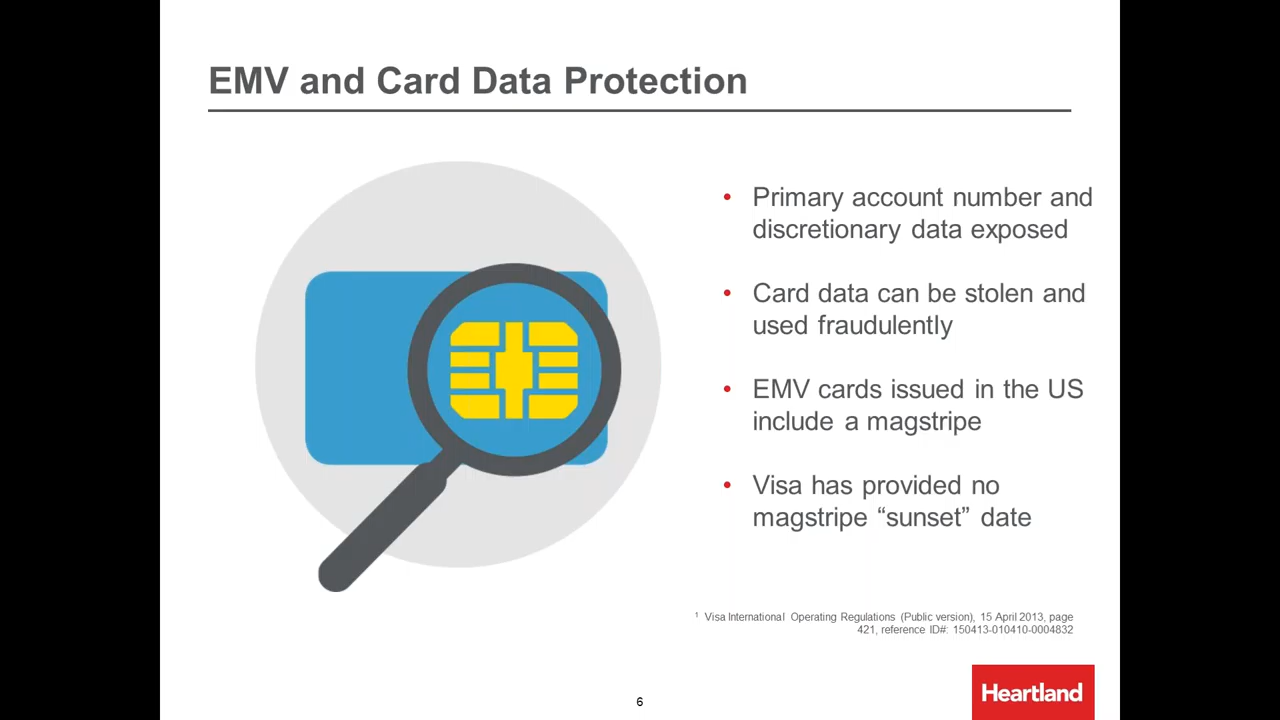 EMV and Card Data Protection
• Primary account number and
discretionary data exposed
• Card data can be stolen and
used fraudulently
• EMV cards issued in the US
include a magstripe
• Visa has provided no
magstripe “sunset” date
1 Visa International Operating Regulations (Public version), 15 April 2013, page
421, reference ID#: 150413-010410-0004832
Heartland
6